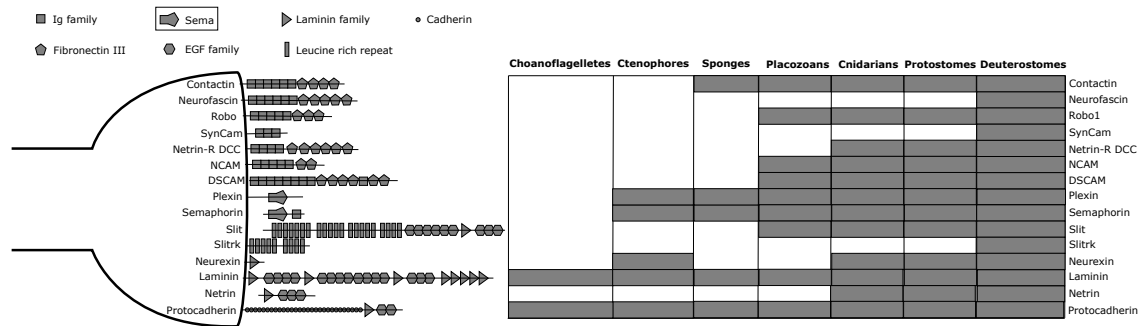 Ig family Sema Laminin family Cadherin
Fibronectin III EGF family Leucine rich repeat
Choanoflagelletes Ctenophores Sponges Placozoans Cnidarians Protostomes Deuterostomes
Contactin Contactin
Neurofascin Neurofascin
Robo Robo1
SynCam SynCam
Netrin-R DCC Netrin-R DCC
NCAM NCAM
DSCAM DSCAM
Plexin Plexin
Semaphorin Semaphorin
Slit Slit
Slitrk Slitrk
Neurexin Neurexin
Laminin Laminin
Netrin Netrin
Protocadherin Protocadherin